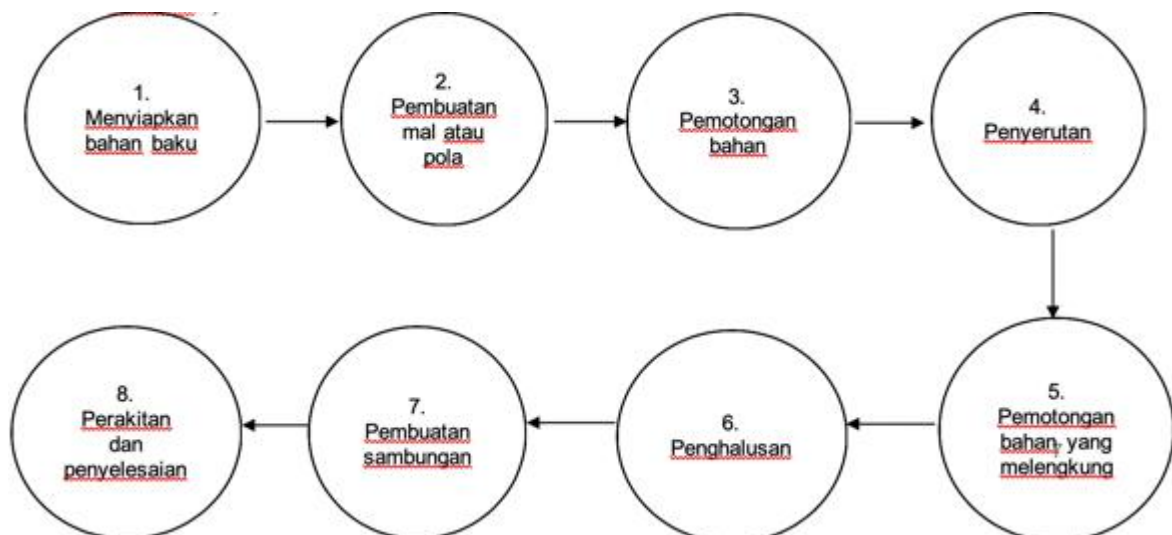 1.
Menyiapkan
bahan baku
2.
Pembuatan
mal atau
pola
3.
Pemotongan
bahan
4.
Penyerutan
5.
Pemotongan
bahan yang
melengkung
6.
Penghalusan
7.
Pembuatan
sambungan
8.
Perakitan
dan
penyelesaian